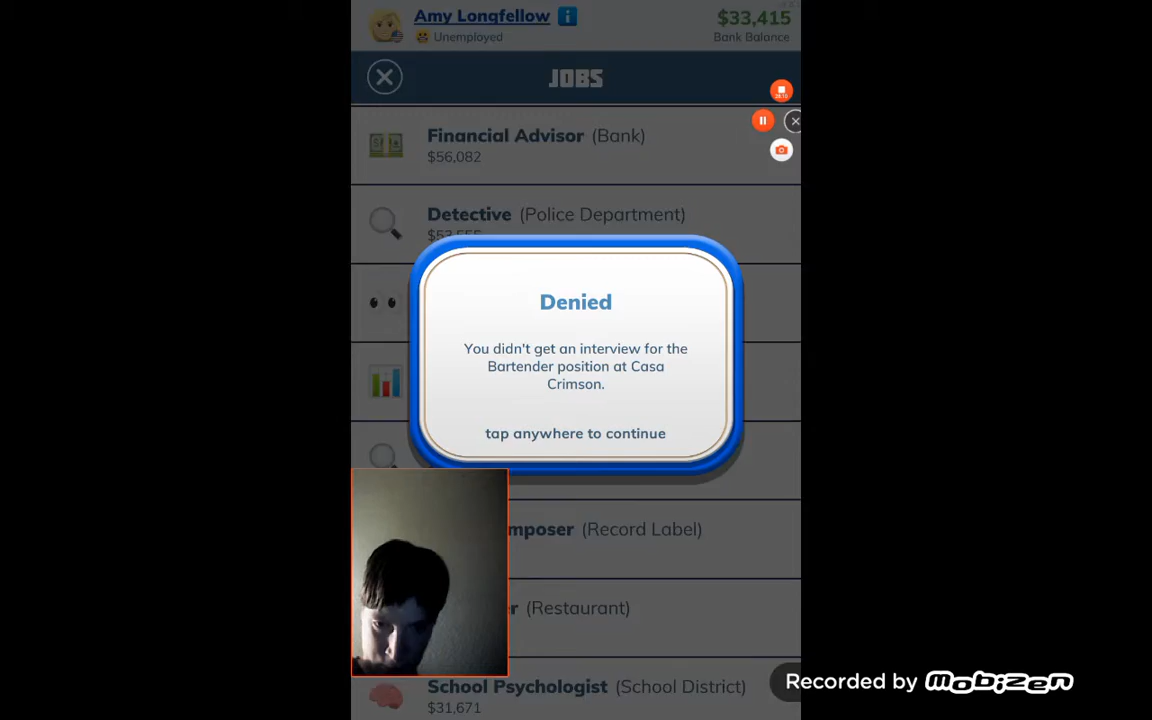 Amy Longfellow
Unemployed
$33,415
Bank Balance
JOBS
Financial Advisor (Bank)
$56,082
Detective (Police Department)
Denied
You didn't get an interview for the
Bartender position at Casa
Crimson.
tap anywhere to continue
(Record Label)
(Restaurant)
School Psychologist (School District)
$31,671
Recorded by mobizen